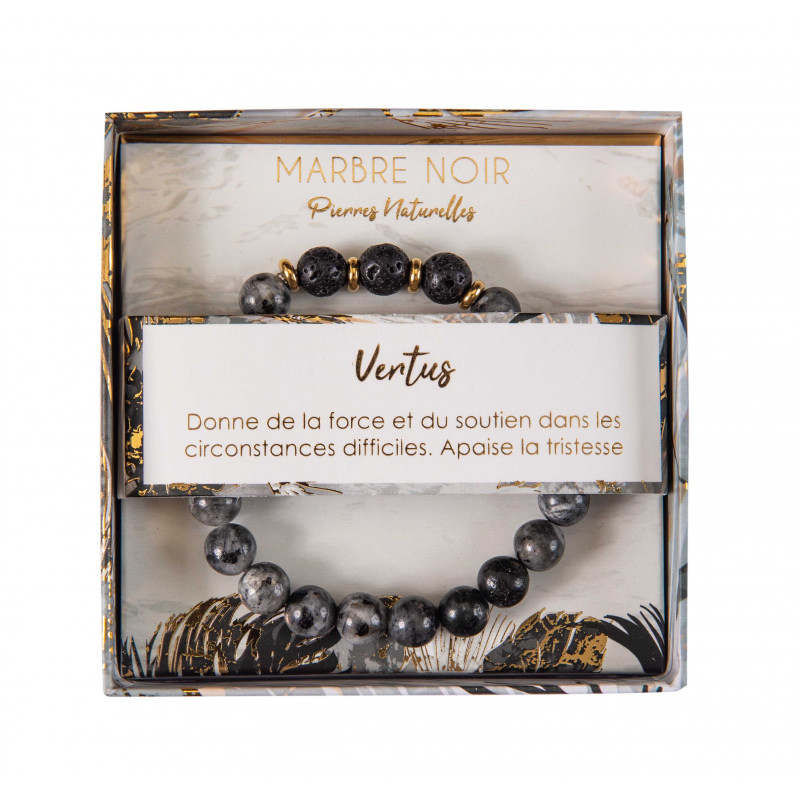 MARBRE NOIR
Pierres Naturelles
Vertus
Donne de la force et du soutien dans les
circonstances difficiles. Apaise la tristesse